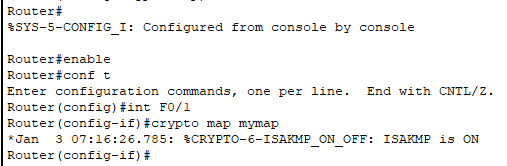 Router#
%SYS-5-CONFIG_I: Configured from console by console
Router#enable
Router#conf t
Enter configuration commands, one per line.  End with CNTL/Z.
Router(config)#int F0/1
Router(config-if)#crypto map mymap
*Jan  3 07:16:26.785: %CRYPTO-6-ISAKMP_ON_OFF: ISAKMP is ON
Router(config-if)#